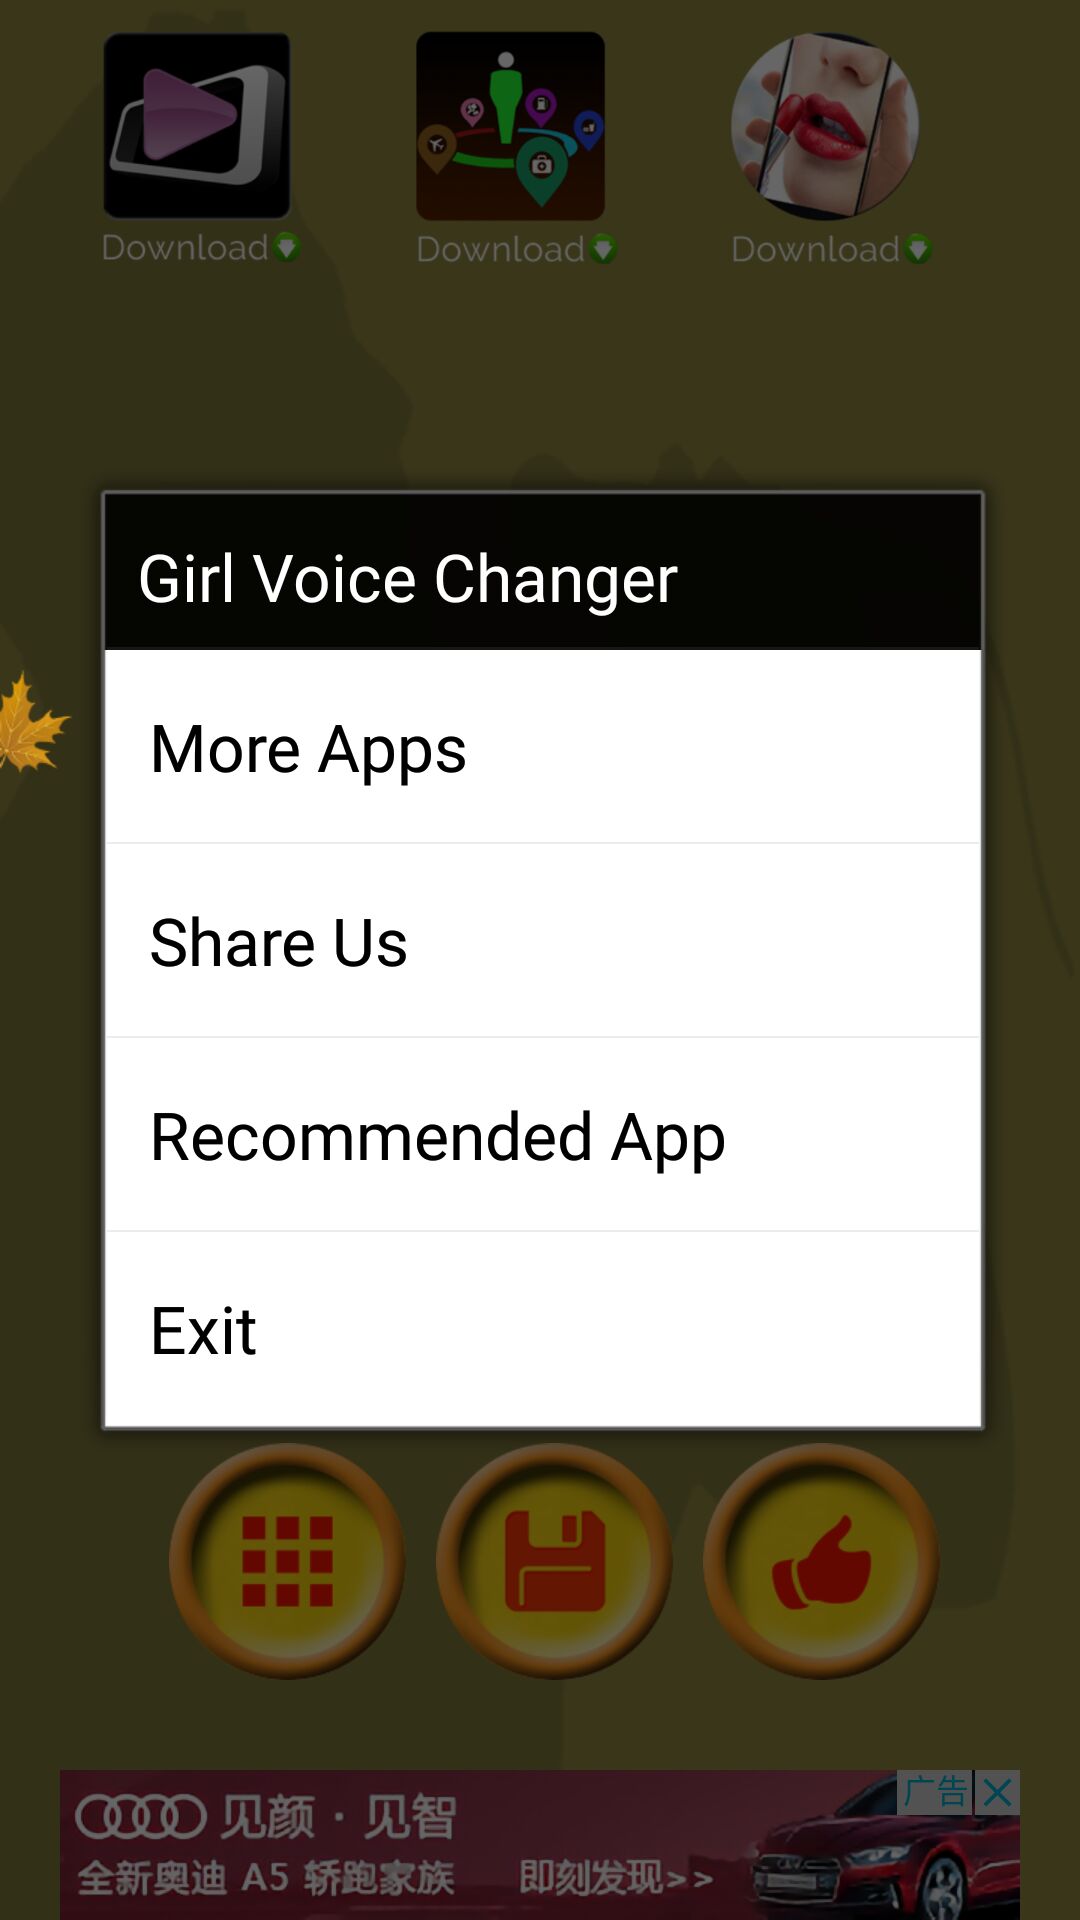 Download Download Download
Girl Voice Changer
More Apps
Share Us
Recommended App
Exit
广告
见颜 · 见智
全新奥迪 A5 轿跑家族 即刻发现>>